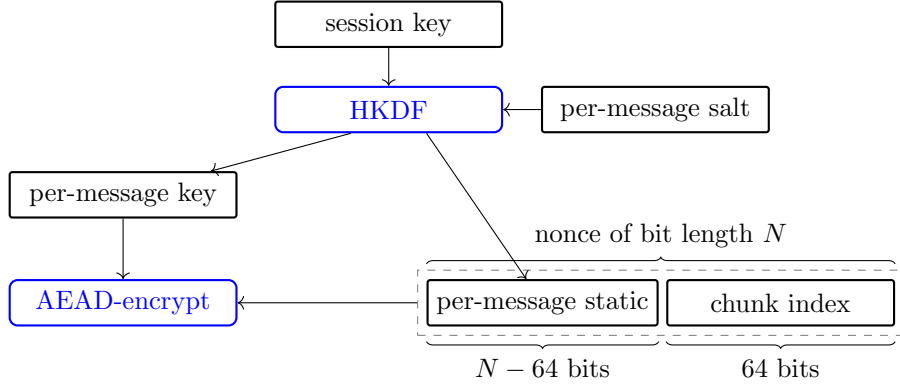 session key
HKDF
per-message salt
per-message key
nonce of bit length N
AEAD-encrypt
per-message static
chunk index
N − 64 bits
64 bits